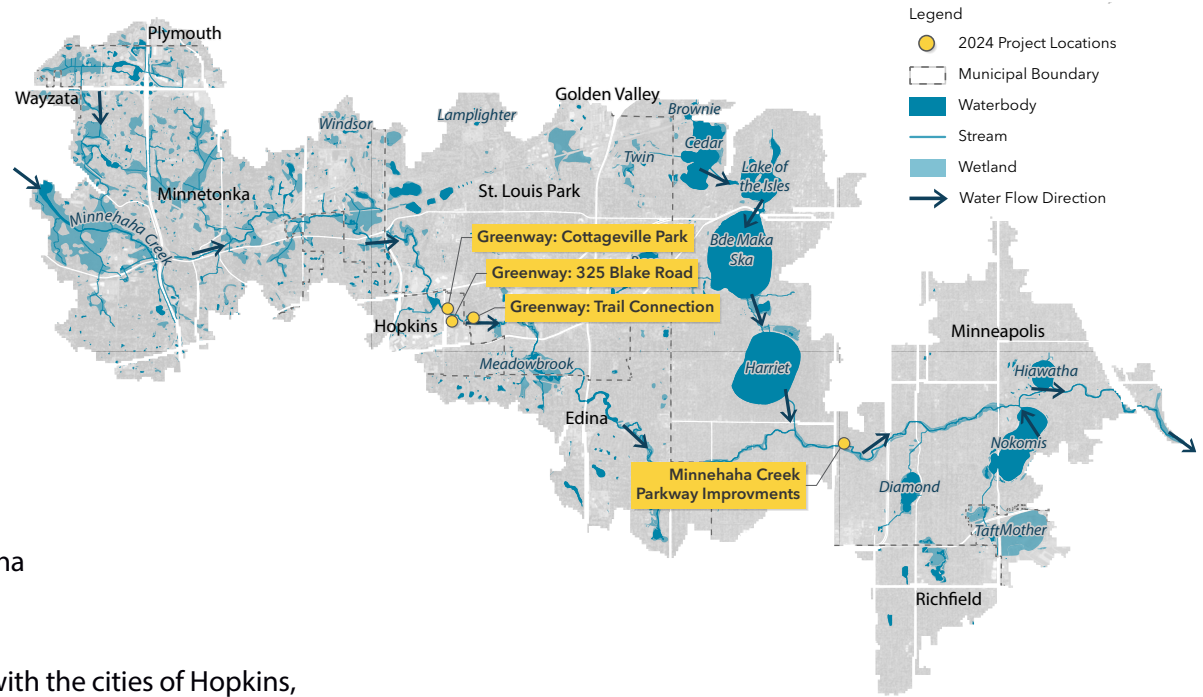 Legend
2024 Project Locations
Municipal Boundary
Waterbody
Stream
Wetland
Water Flow Direction
Plymouth
Wayzata
Golden Valley
Brownie
Windsor
Lamplighter
Cedar
Twin
Lake of
the Isles
Minnetonka
St. Louis Park
Minnehaha Creek
Bde Maka
Ska
Greenway: Cottageville Park
Greenway: 325 Blake Road
Greenway: Trail Connection
Hopkins
Minneapolis
Meadowbrook
Harriet
Hiawatha
Edina
Nokomis
Minnehaha Creek
Parkway Improvments
Diamond
Taft
Mother
Richfield
na
with the cities of Hopkins,